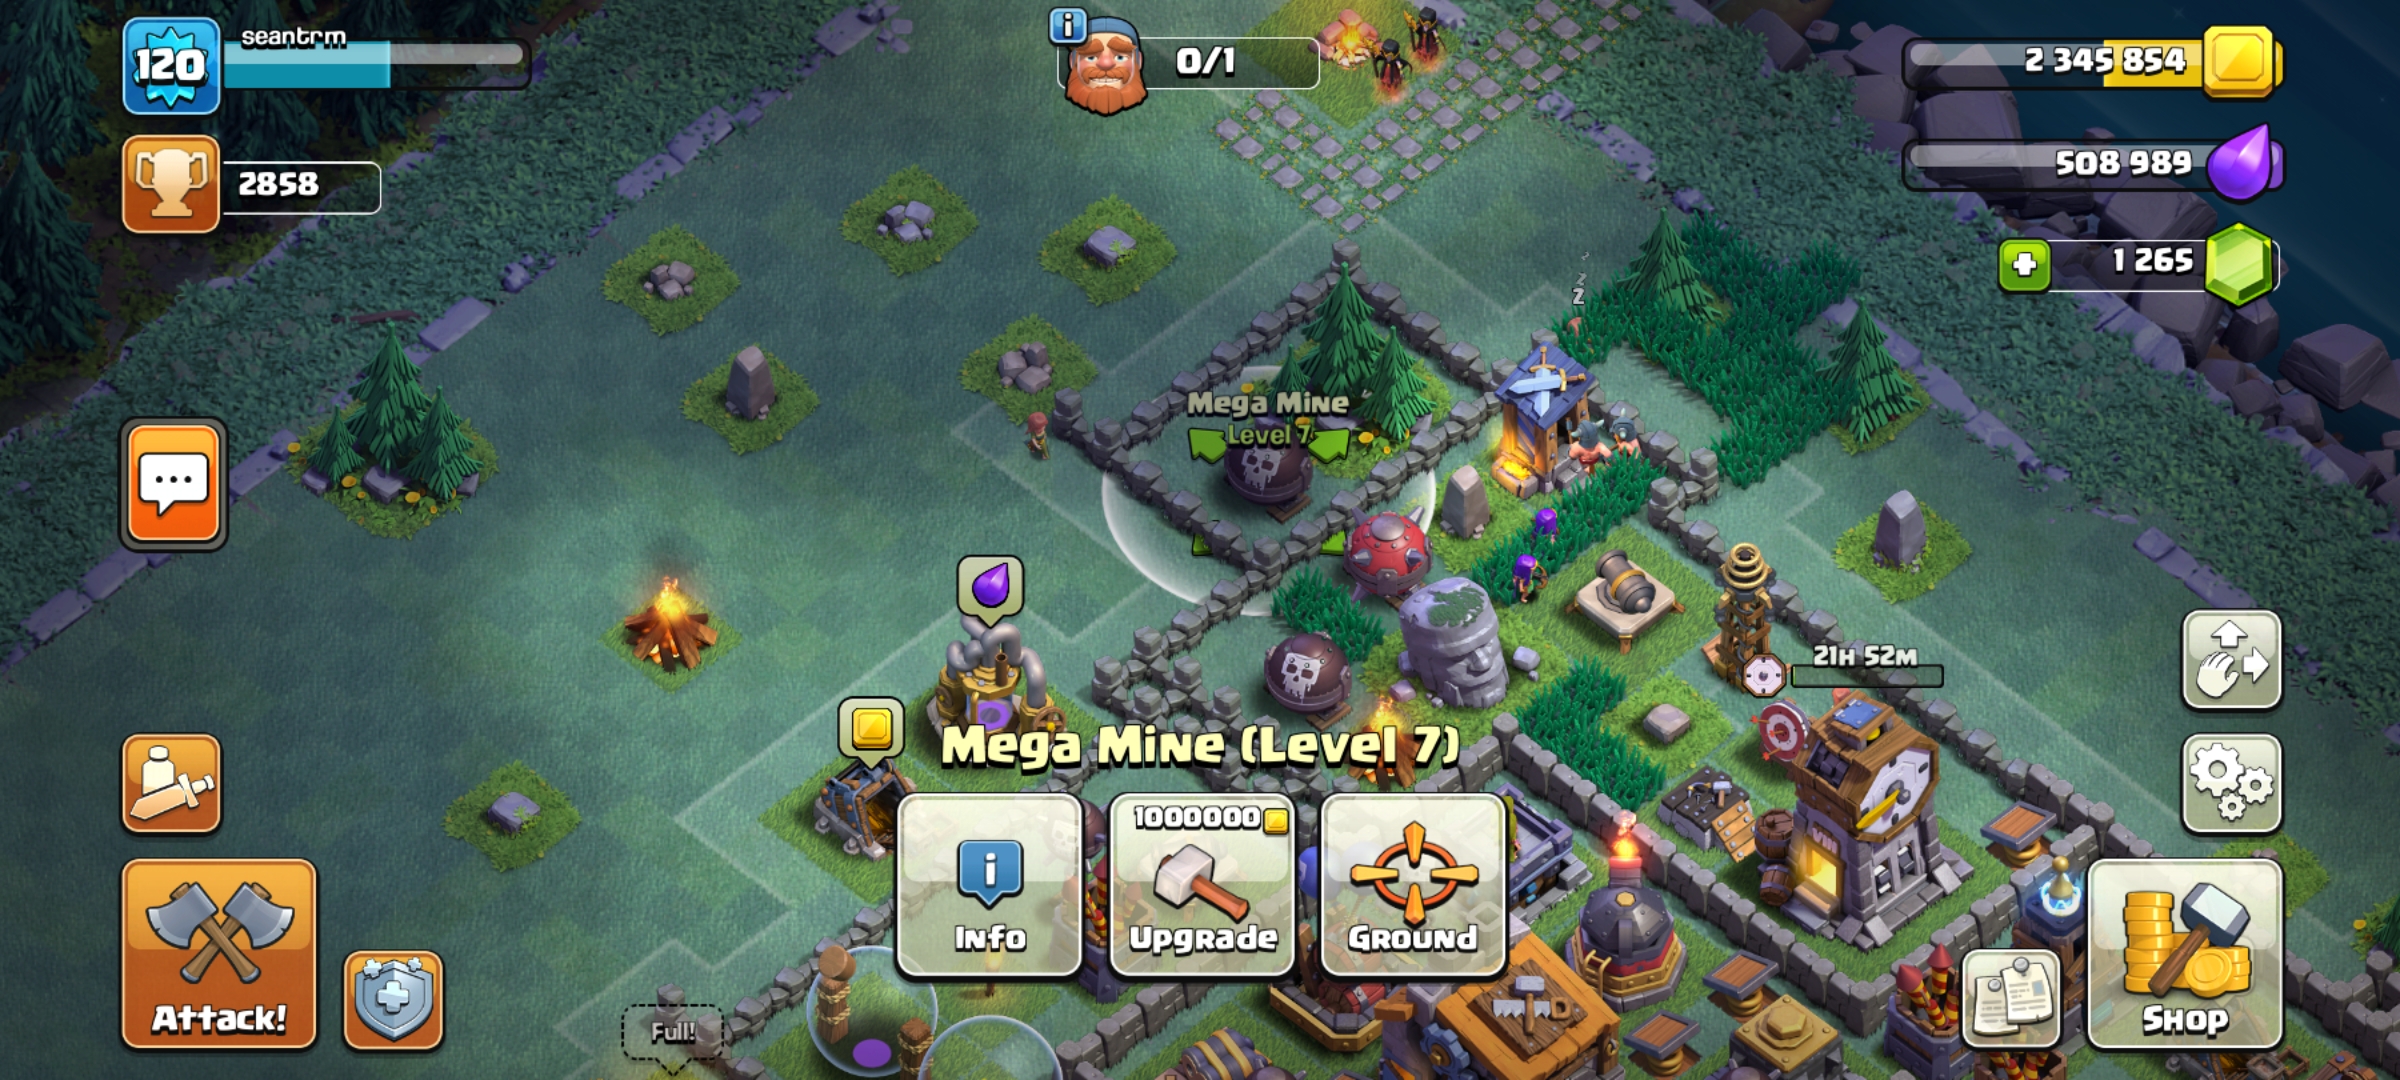 120
seantrm
2858
0/1
2 345 854
508 989
1 265
z
z
Z
Mega Mine
Level 7
21H 52M
Mega Mine (Level 7)
Info
1000000
Upgrade
Ground
Attack!
Full!
Shop